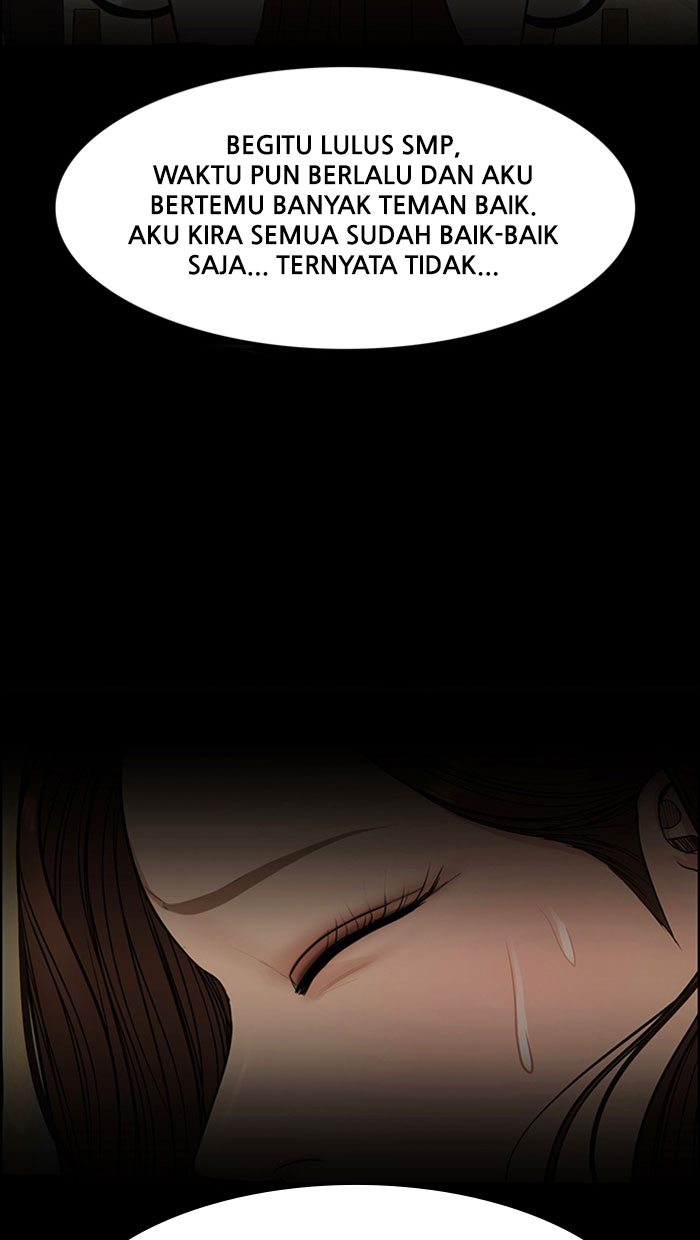 BEGITU LULUS SMP,
WAKTU PUN BERLALU DAN AKU
BERTEMU BANYAK TEMAN BAIK.
AKU KIRA SEMUA SUDAH BAIK-BAIK
SAJA... TERNYATA TIDAK...